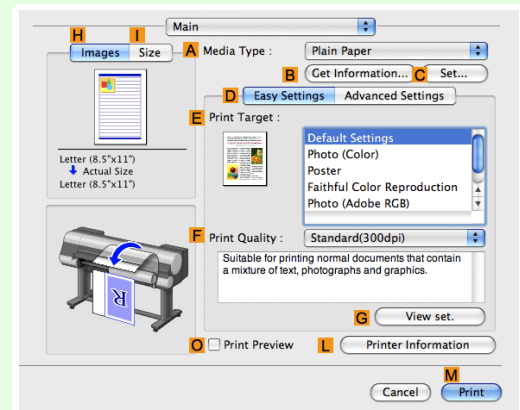 Main
H
I
Images
Size
A
Media Type :
Plain Paper
B
Get Information...
C
Set...
D
Easy Settings
Advanced Settings
E
Print Target :
Default Settings
Photo (Color)
Poster
Faithful Color Reproduction
Photo (Adobe RGB)
Letter (8.5"x11")
Actual Size
Letter (8.5"x11")
R
F
Print Quality :
Standard(300dpi)
Suitable for printing normal documents that contain
a mixture of text, photographs and graphics.
G
View set.
O
Print Preview
L
Printer Information
M
Cancel
Print